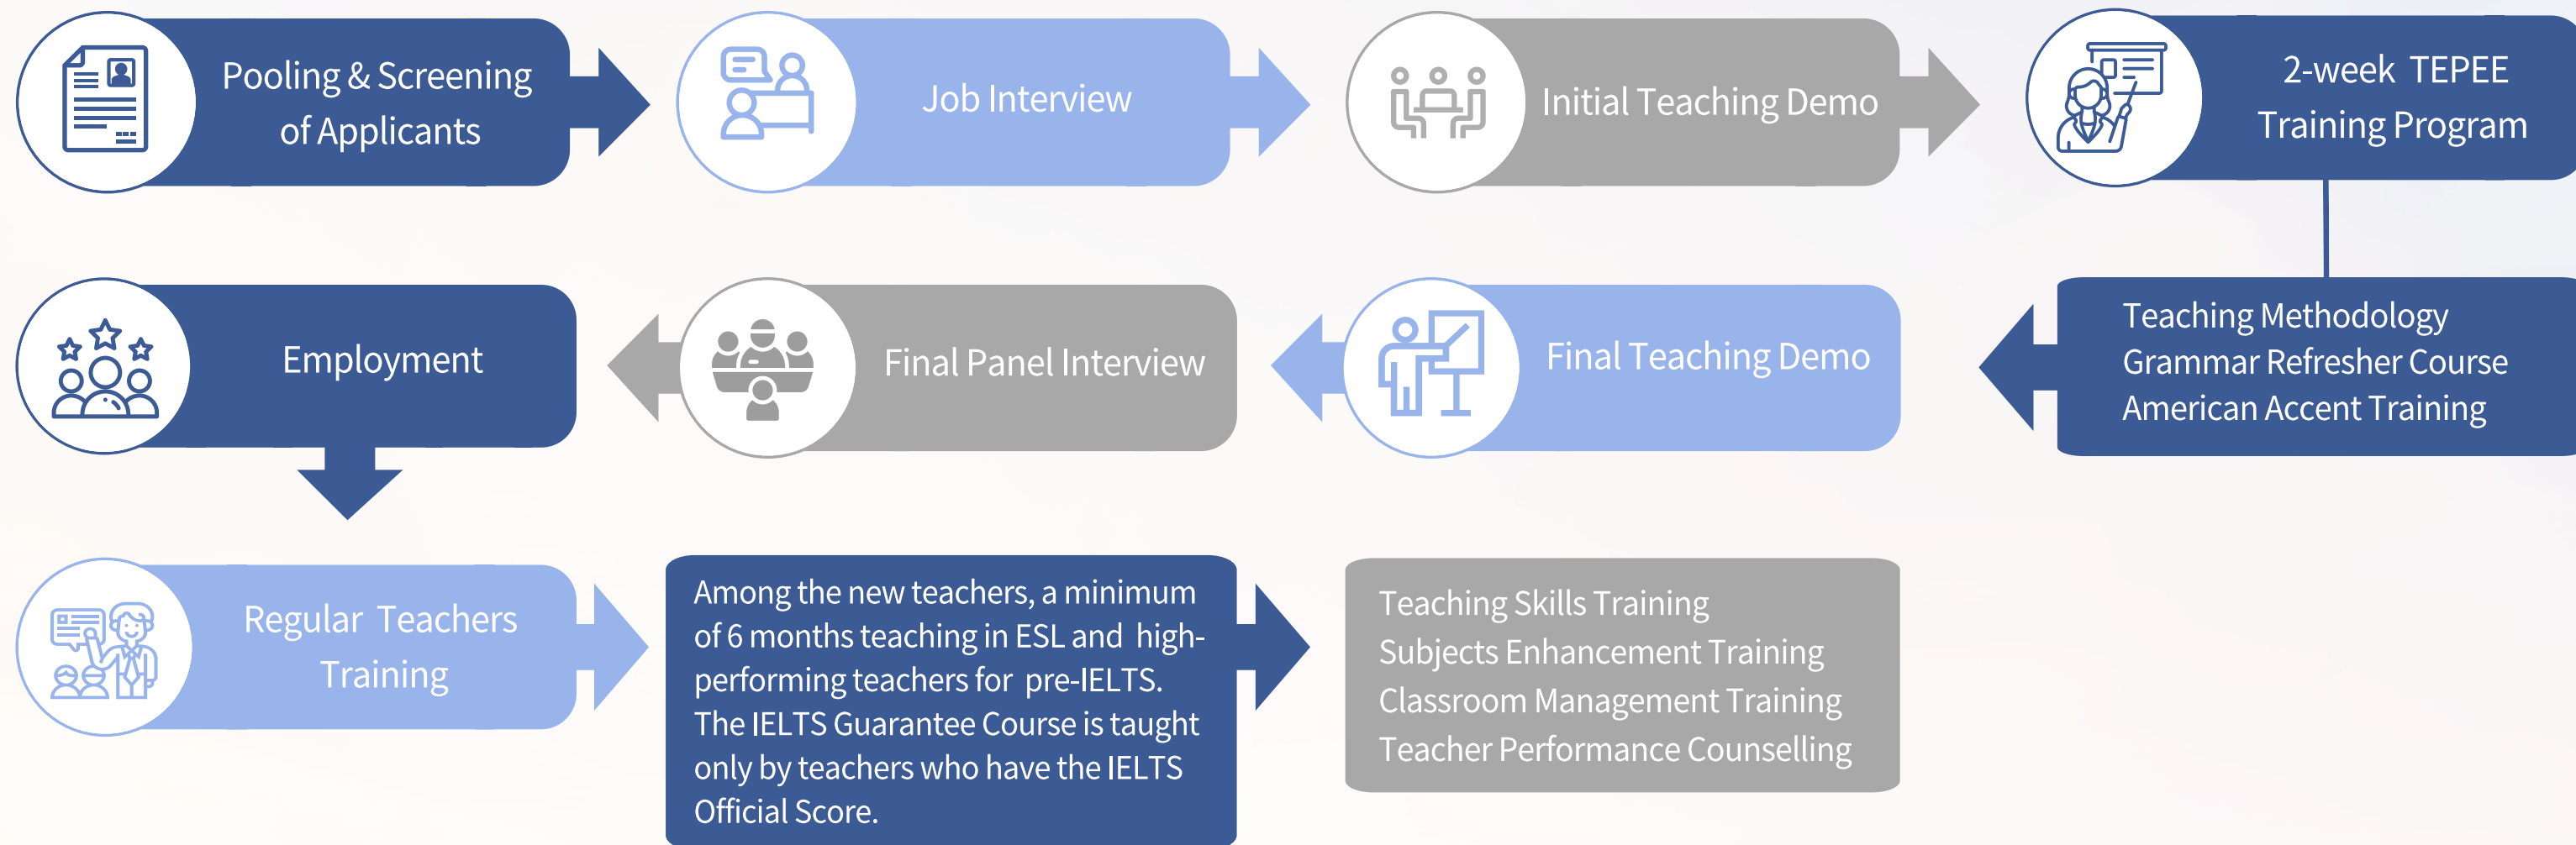 Pooling & Screening
of Applicants
Job Interview
Initial Teaching Demo
2-week TEPEE
Training Program
Teaching Methodology
Grammar Refresher Course
American Accent Training
Final Teaching Demo
Final Panel Interview
Employment
Regular Teachers
Training
Among the new teachers, a minimum
of 6 months teaching in ESL and high-
performing teachers for pre-IELTS.
The IELTS Guarantee Course is taught
only by teachers who have the IELTS
Official Score.
Teaching Skills Training
Subjects Enhancement Training
Classroom Management Training
Teacher Performance Counselling